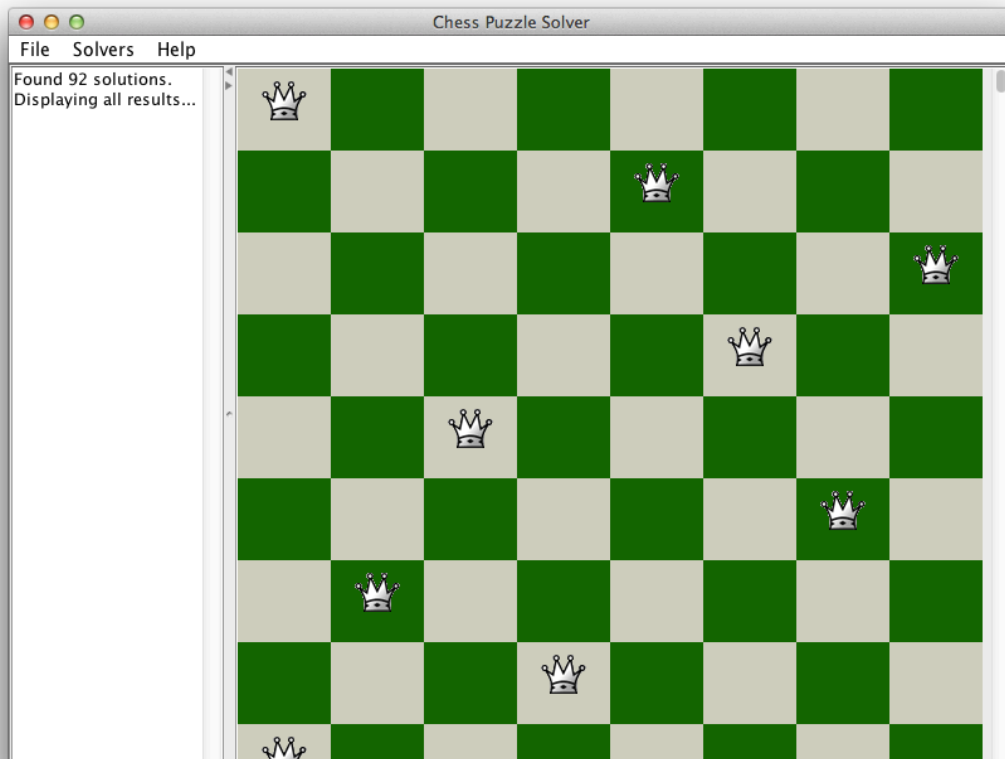 Chess Puzzle Solver
File Solvers Help
Found 92 solutions.
Displaying all results...